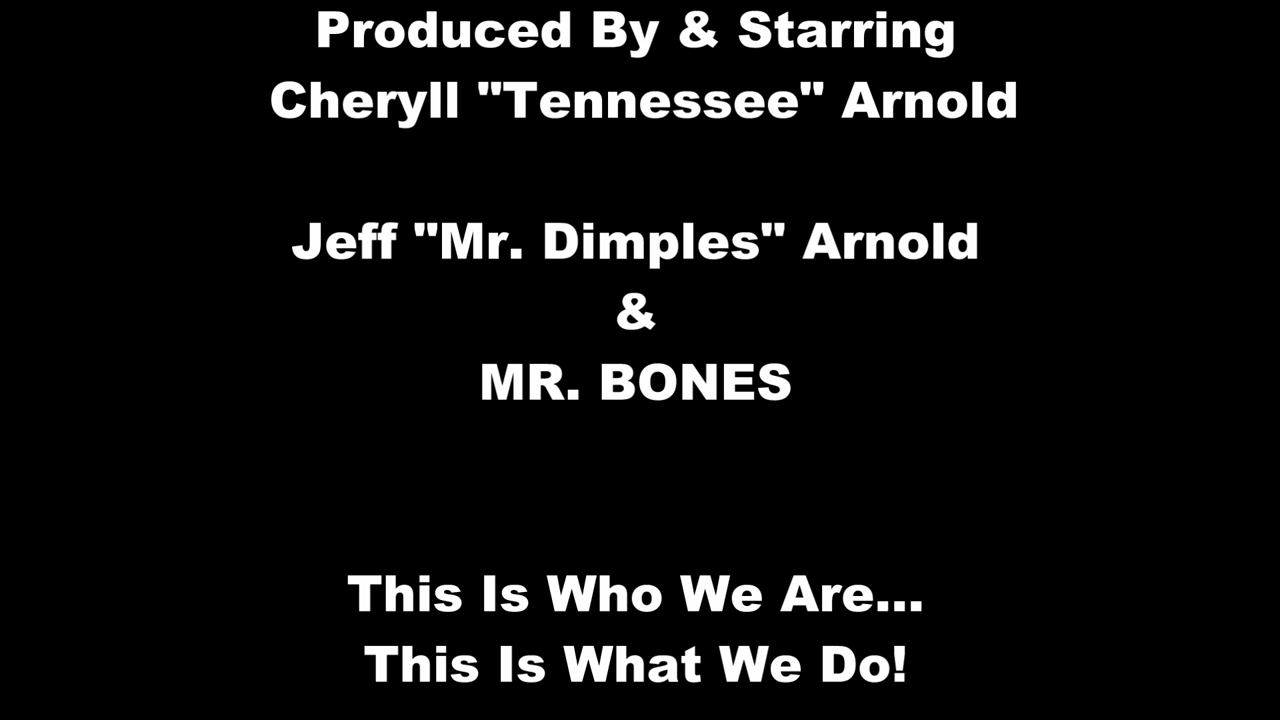 Produced By & Starring
Cheryll "Tennessee" Arnold
Jeff "Mr. Dimples" Arnold
&
MR. BONES
This Is Who We Are...
This Is What We Do!